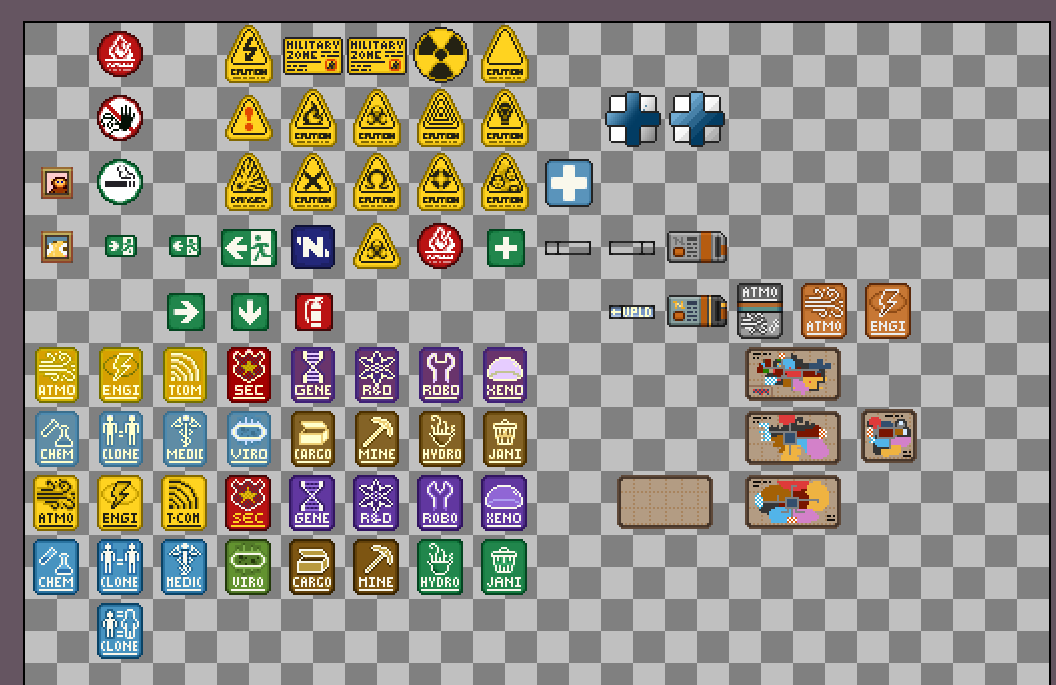 CAUTION
MILITARY
ZONE
MILITARY
ZONE
CAUTION
CAUTION
CAUTION
CAUTION
CAUTION
DANGER
CAUTION
CAUTION
CAUTION
CAUTION
'N.
UPLD
ATMO
ATMO
ENGI
ATMO
ENGI
TCOM
SEC
GENE
R&D
ROBO
XENO
CHEM
CLONE
MEDIC
VIRO
CARGO
MINE
HYDRO
JANI
ATMO
ENGI
T-COM
SEC
GENE
R&D
ROBO
XENO
CHEM
CLONE
MEDIC
VIRO
CARGO
MINE
HYDRO
JANI
CLONE